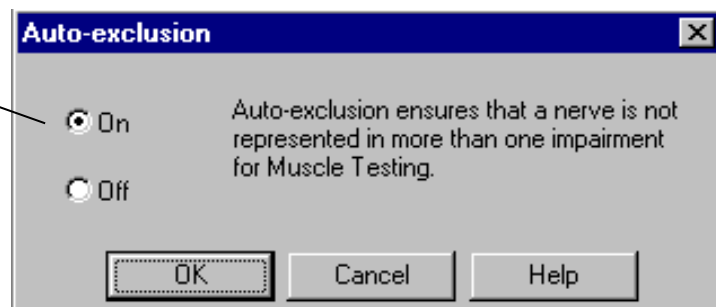 Auto-exclusion
On
Auto-exclusion ensures that a nerve is not
represented in more than one impairment
for Muscle Testing.
Off
OK
Cancel
Help